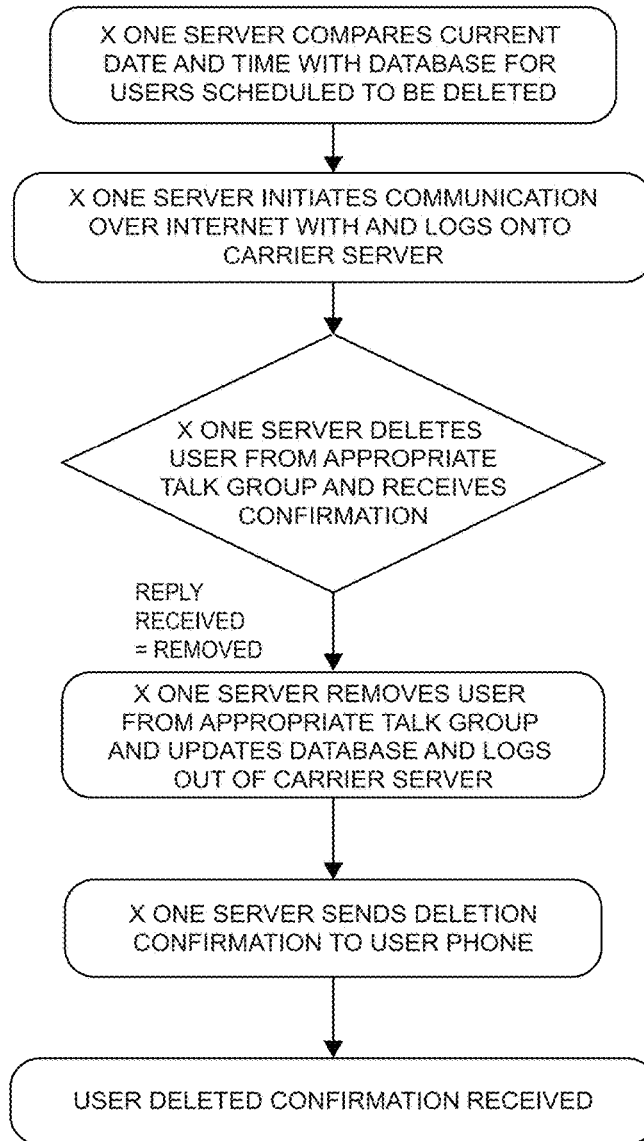 X ONE SERVER COMPARES CURRENT
DATE AND TIME WITH DATABASE FOR
USERS SCHEDULED TO BE DELETED
X ONE SERVER INITIATES COMMUNICATION
OVER INTERNET WITH AND LOGS ONTO
CARRIER SERVER
X ONE SERVER DELETES
USER FROM APPROPRIATE
TALK GROUP AND RECEIVES
CONFIRMATION
REPLY
RECEIVED
= REMOVED
X ONE SERVER REMOVES USER
FROM APPROPRIATE TALK GROUP
AND UPDATES DATABASE AND LOGS
OUT OF CARRIER SERVER
X ONE SERVER SENDS DELETION
CONFIRMATION TO USER PHONE
USER DELETED CONFIRMATION RECEIVED